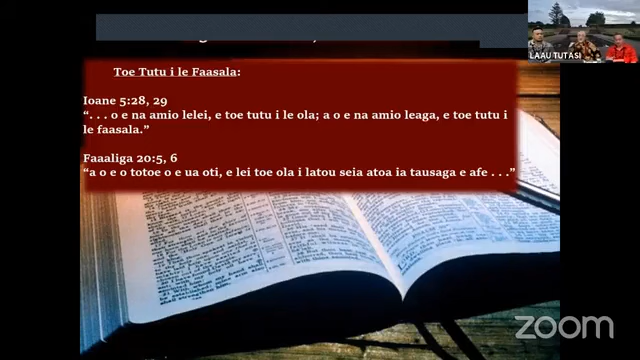 LAAU TUTASI
Toe Tutu i le Faasala:
Ioane 5:28, 29
“. . . o e na amio lelei, e toe tutu i le ola; a o e na amio leaga, e toe tutu i
le faasala.”
Faaaliga 20:5, 6
“a o e o totoe o e ua oti, e lei toe ola i latou seia atoa ia tausaga e afe . . .”
zoom